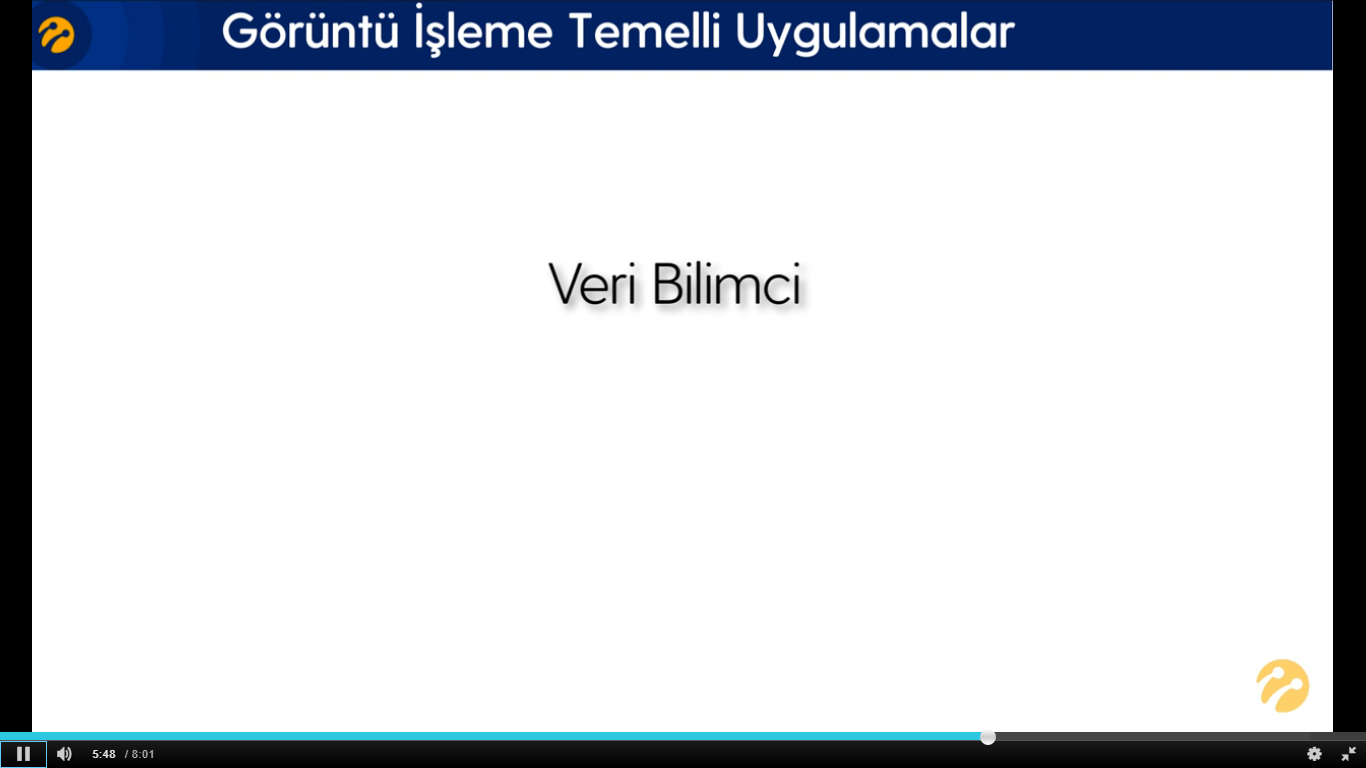 Görüntü İşleme Temelli Uygulamalar
Veri Bilimci
5:48 / 8:01